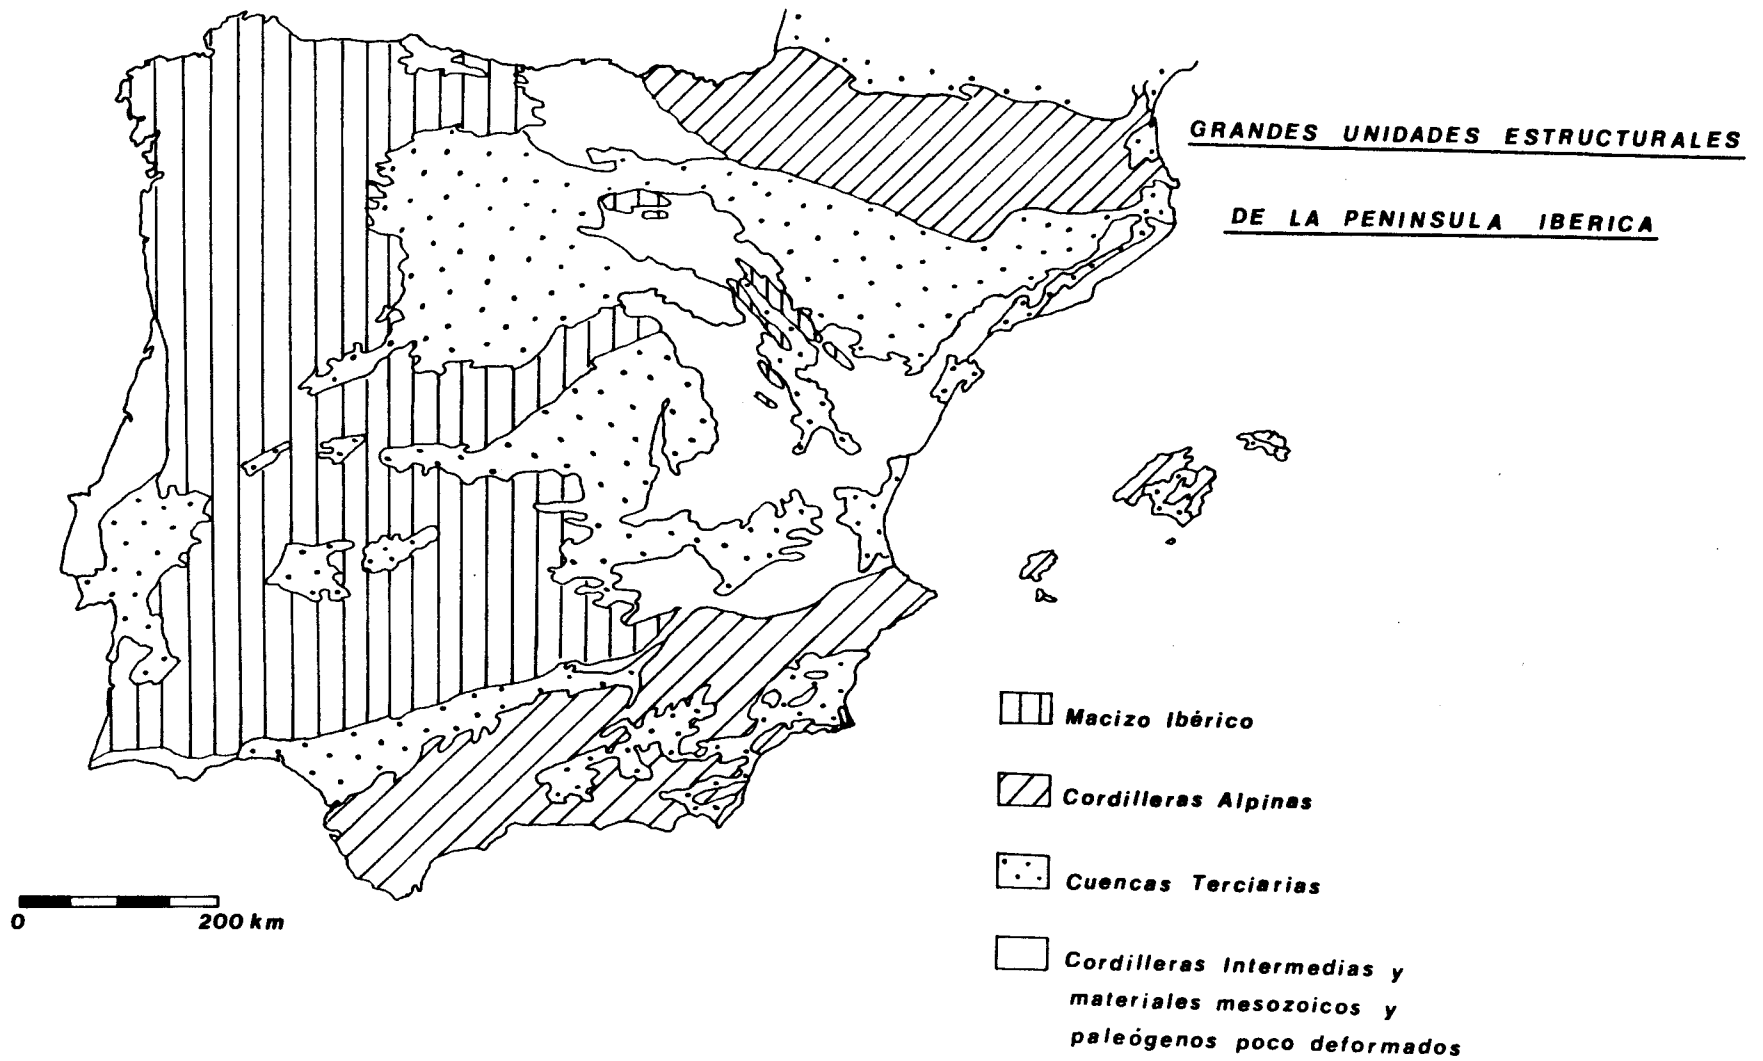 GRANDES UNIDADES ESTRUCTURALES
DE LA PENINSULA IBERICA
Macizo Ibérico
Cordilleras Alpinas
Cuencas Terciarias
Cordilleras Intermedias y
materiales mesozoicos y
paleógenos poco deformados
0 200 km